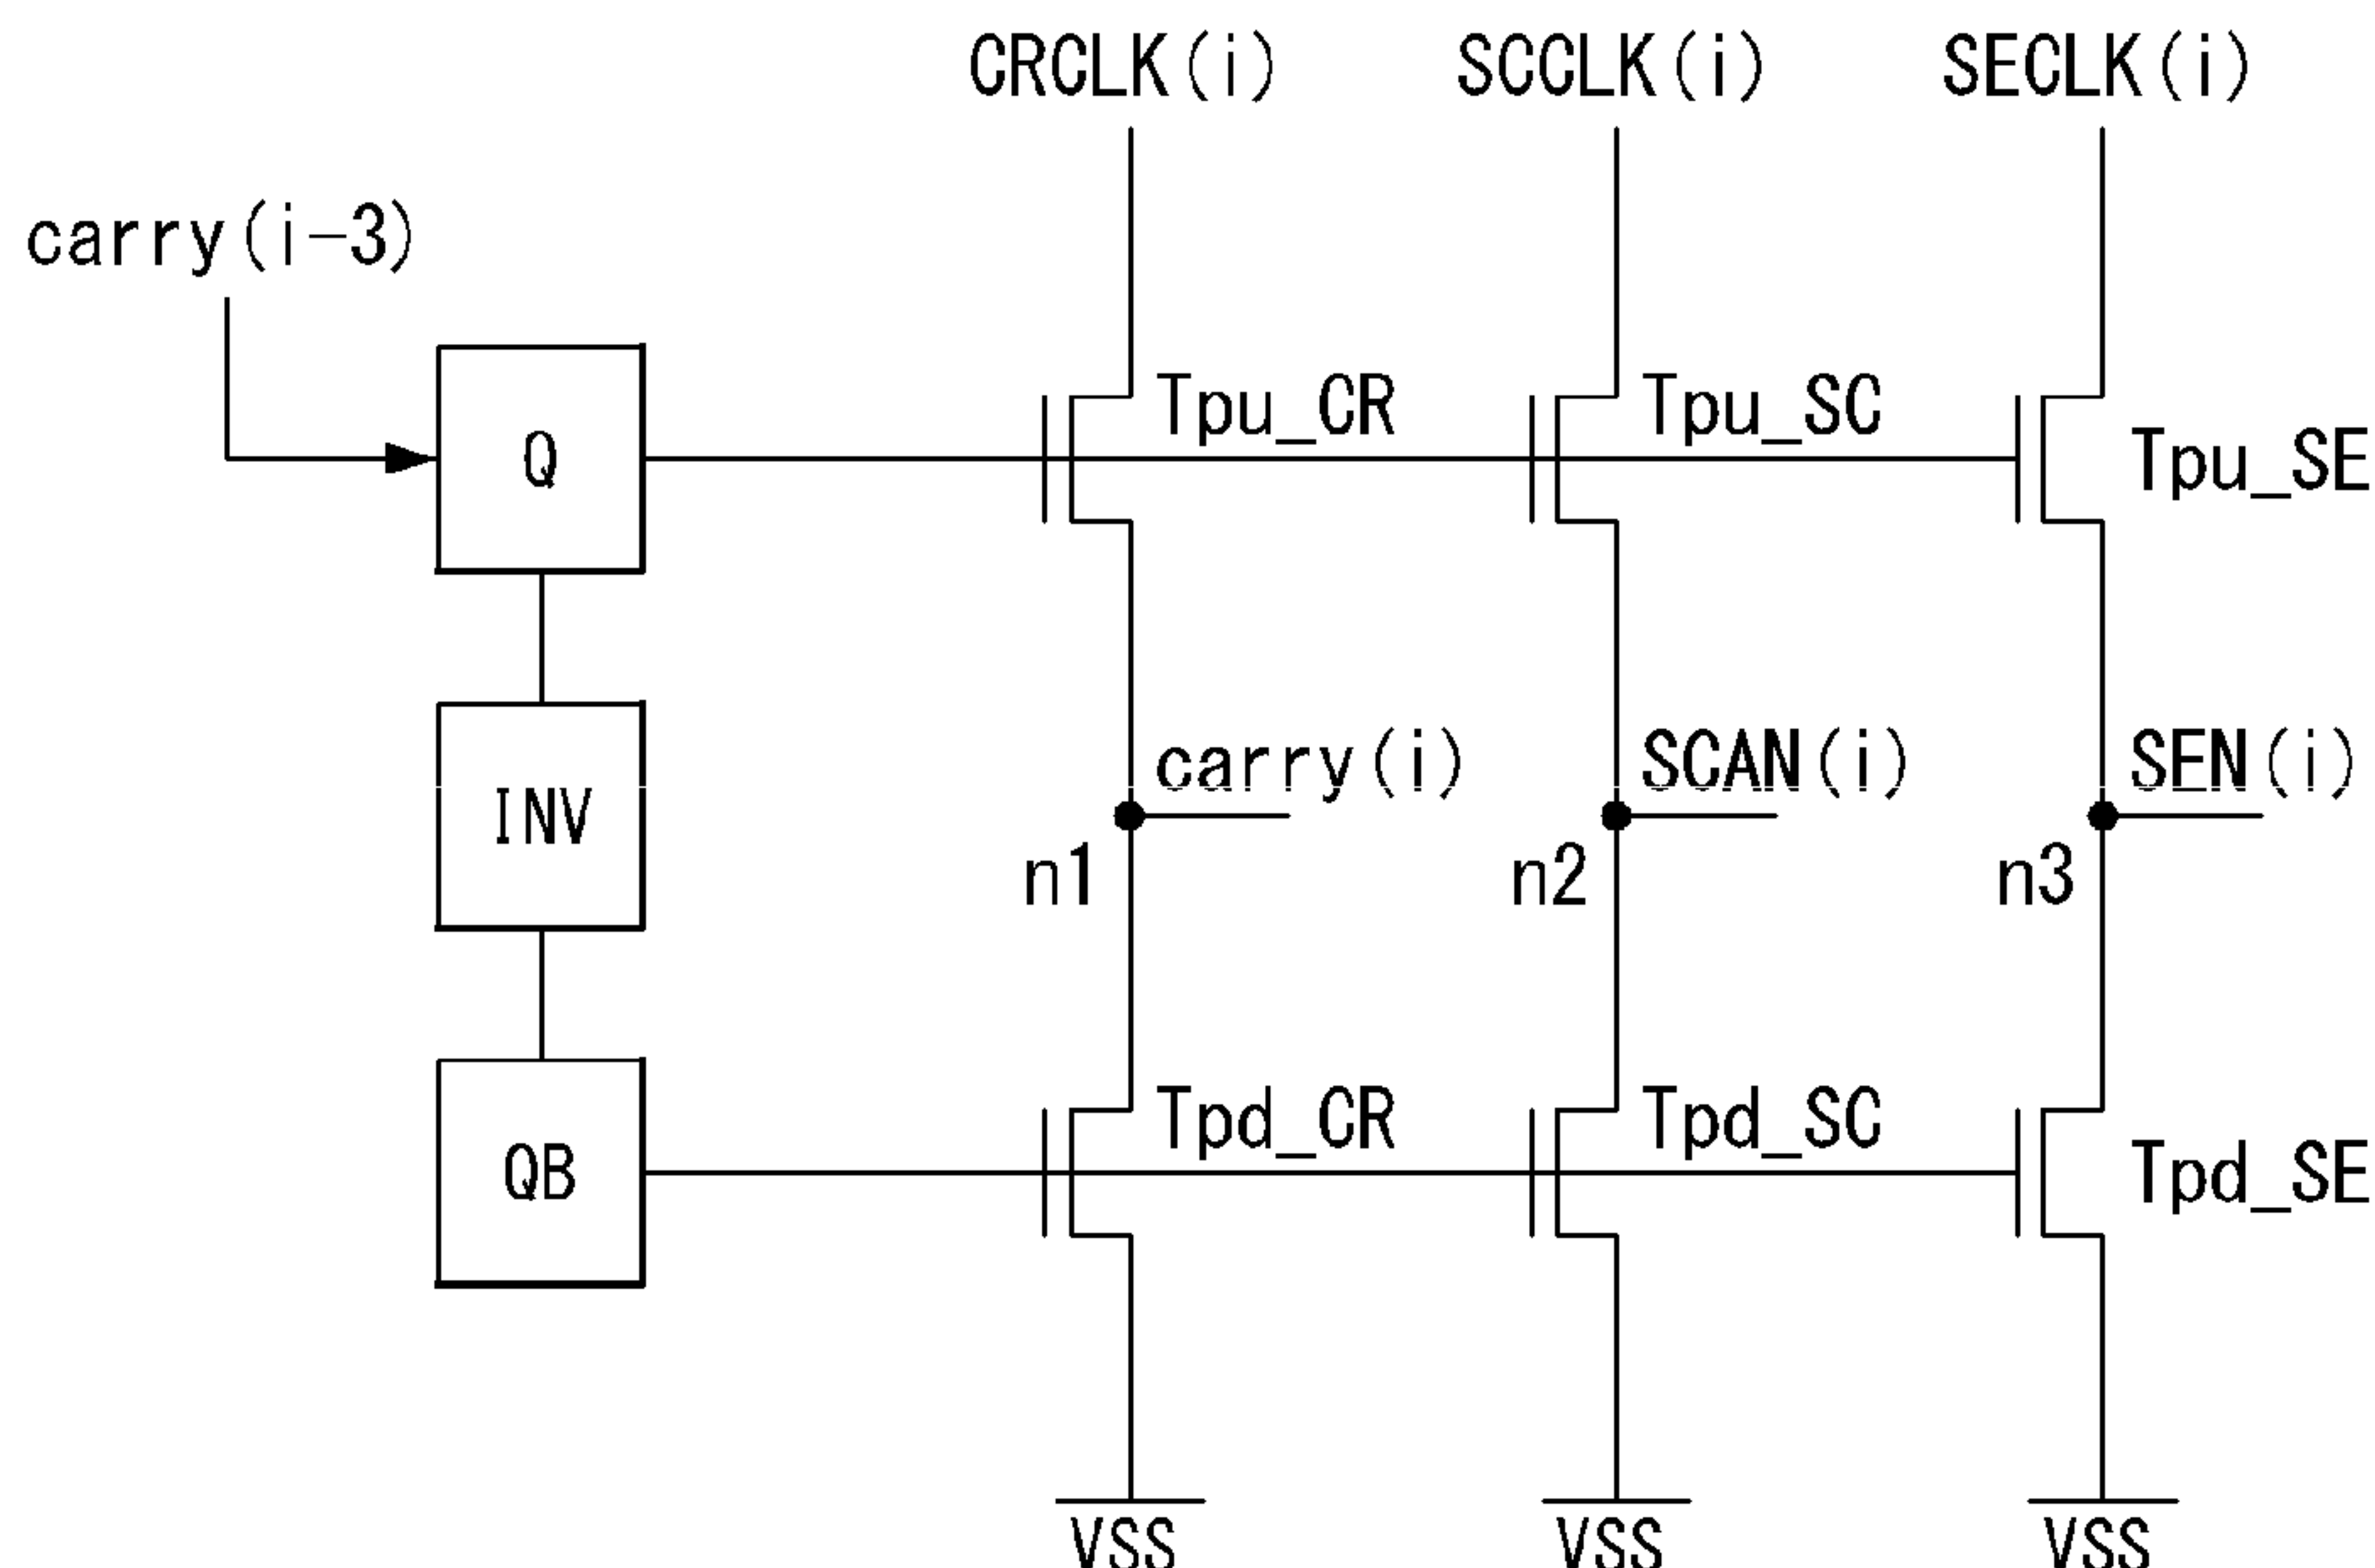 CRCLK(i) SCCLK(i) SECLK(i)
carry(i-3)
Tpu_CR Tpu_SC
Q Tpu_SE
carry(i) SCAN(i) SEN(i)
INV
n1 n2 n3
Tpd_CR Tpd_SC
QB Tpd_SE
VSS VSS VSS